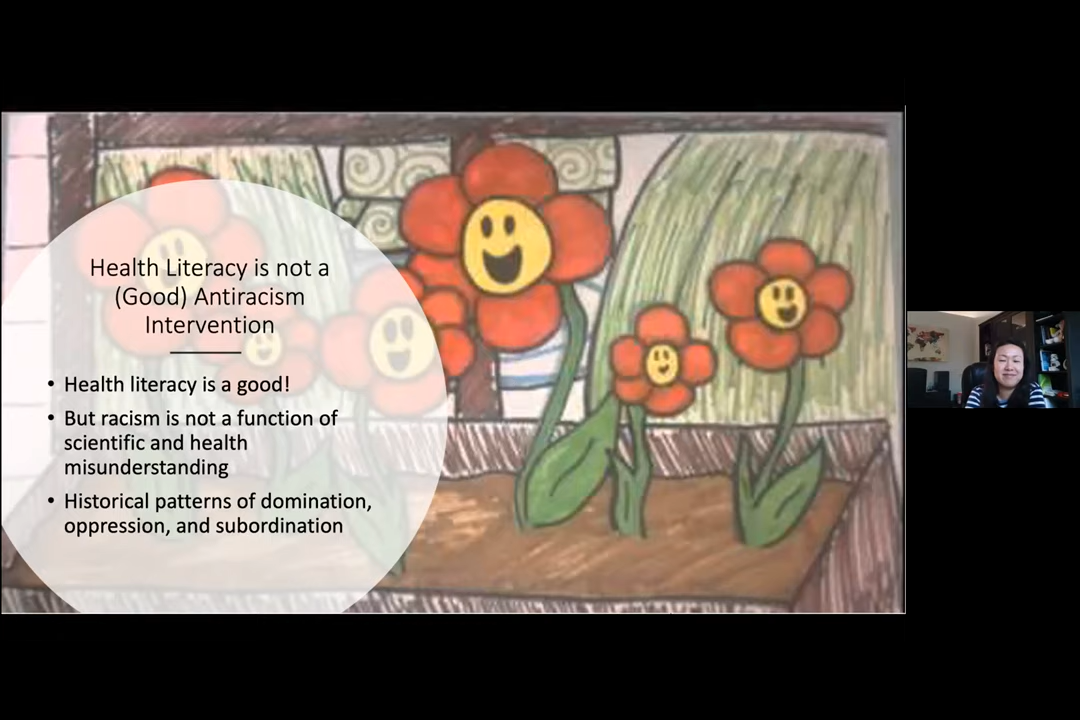 Health Literacy is not a
(Good) Antiracism
Intervention
• Health literacy is a good!
• But racism is not a function of
scientific and health
misunderstanding
• Historical patterns of domination,
oppression, and subordination